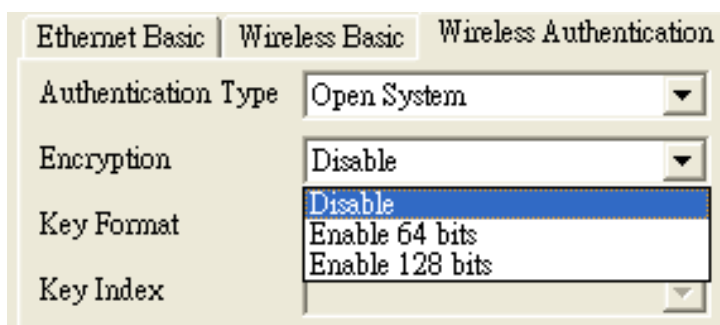 Ethernet Basic Wireless Basic Wireless Authentication
Authentication Type Open System
Encryption Disable
Disable
Key Format
Enable 64 bits
Enable 128 bits
Key Index